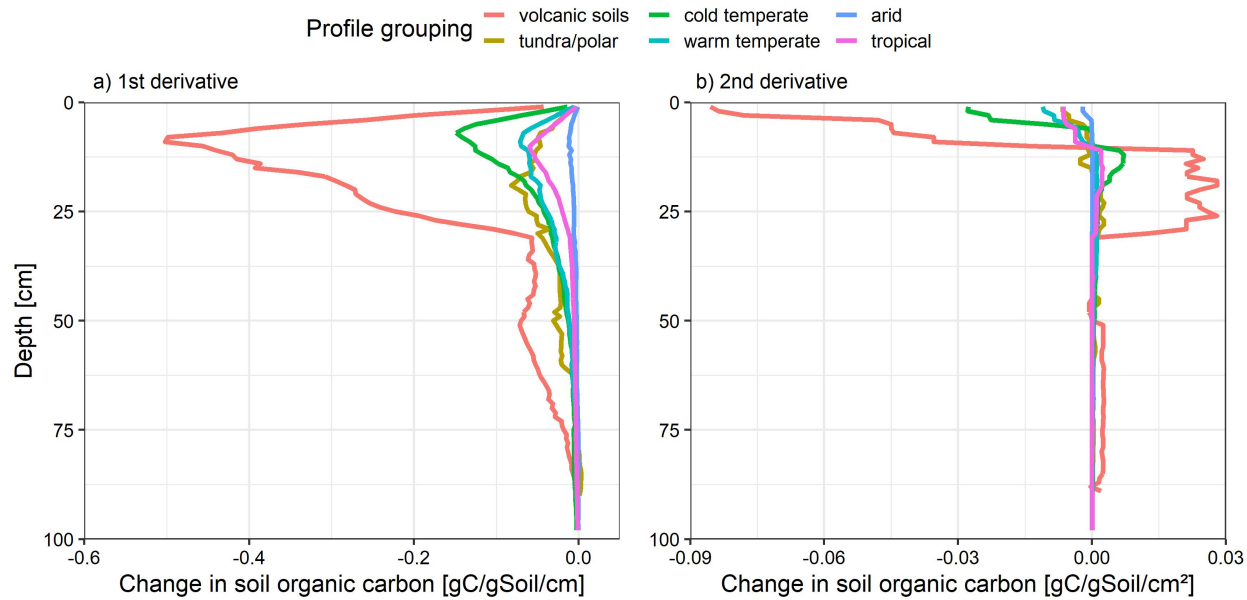 Profile grouping
volcanic soils cold temperate arid
tundra/polar warm temperate tropical
a) 1st derivative
b) 2nd derivative
Depth [cm]
0
25
50
75
100
-0.6 -0.4 -0.2 0.0
Change in soil organic carbon [gC/gSoil/cm]
0
25
50
75
100
-0.09 -0.06 -0.03 0.00 0.03
Change in soil organic carbon [gC/gSoil/cm²]